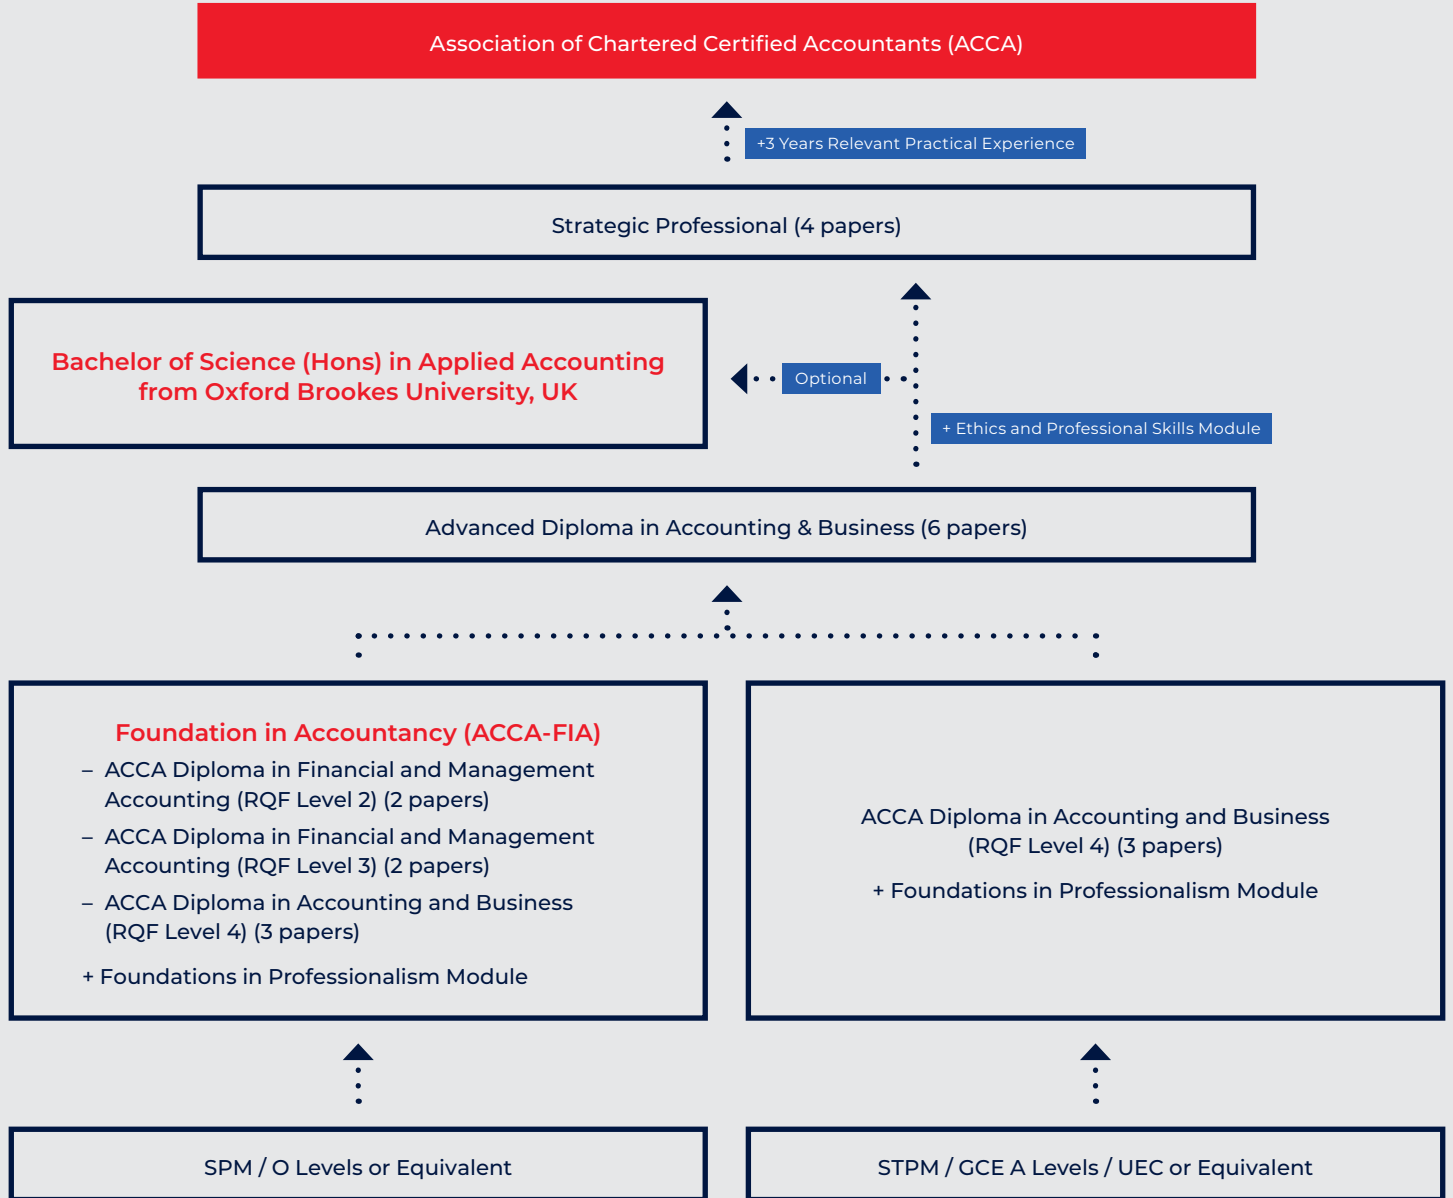 Association of Chartered Certified Accountants (ACCA)
+3 Years Relevant Practical Experience
Strategic Professional (4 papers)
Bachelor of Science (Hons) in Applied Accounting
from Oxford Brookes University, UK
Optional
+ Ethics and Professional Skills Module
Advanced Diploma in Accounting & Business (6 papers)
Foundation in Accountancy (ACCA-FIA)
– ACCA Diploma in Financial and Management
Accounting (RQF Level 2) (2 papers)
– ACCA Diploma in Financial and Management
Accounting (RQF Level 3) (2 papers)
– ACCA Diploma in Accounting and Business
(RQF Level 4) (3 papers)
+ Foundations in Professionalism Module
ACCA Diploma in Accounting and Business
(RQF Level 4) (3 papers)
+ Foundations in Professionalism Module
SPM / O Levels or Equivalent
STPM / GCE A Levels / UEC or Equivalent